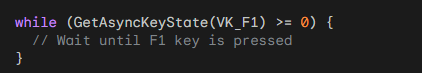 while (GetAsyncKeyState(VK_F1) >= 0) {
  // Wait until F1 key is pressed
}